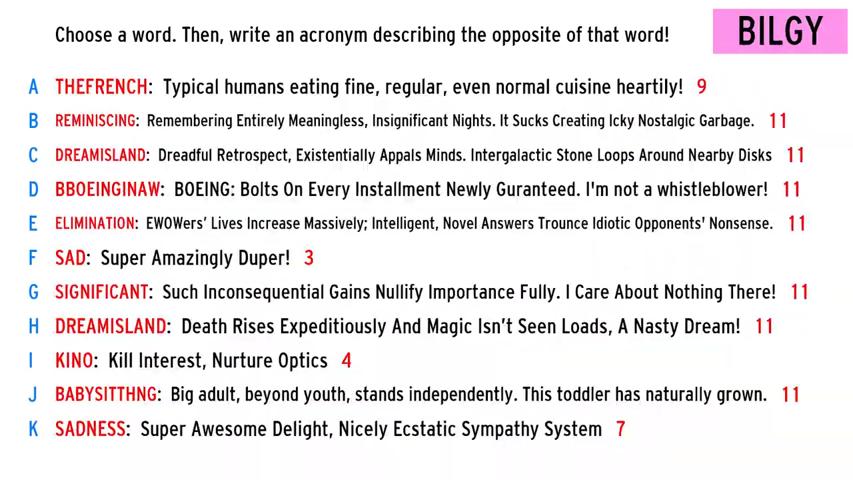 Choose a word. Then, write an acronym describing the opposite of that word!
BILGY
A THEFRENCH: Typical humans eating fine, regular, even normal cuisine heartily! 9
B REMINISCING: Remembering Entirely Meaningless, Insignificant Nights. It Sucks Creating Icky Nostalgic Garbage. 11
C DREAMISLAND: Dreadful Retrospect, Existentially Appals Minds. Intergalactic Stone Loops Around Nearby Disks 11
D BBOEINGINAW: BOEING: Bolts On Every Installment Newly Guranteed. I'm not a whistleblower! 11
E ELIMINATION: EWOWers' Lives Increase Massively; Intelligent, Novel Answers Trounce Idiotic Opponents' Nonsense. 11
F SAD: Super Amazingly Duper! 3
G SIGNIFICANT: Such Inconsequential Gains Nullify Importance Fully. I Care About Nothing There! 11
H DREAMISLAND: Death Rises Expeditiously And Magic Isn't Seen Loads, A Nasty Dream! 11
I KINO: Kill Interest, Nurture Optics 4
J BABYSITTHNG: Big adult, beyond youth, stands independently. This toddler has naturally grown. 11
K SADNESS: Super Awesome Delight, Nicely Ecstatic Sympathy System 7